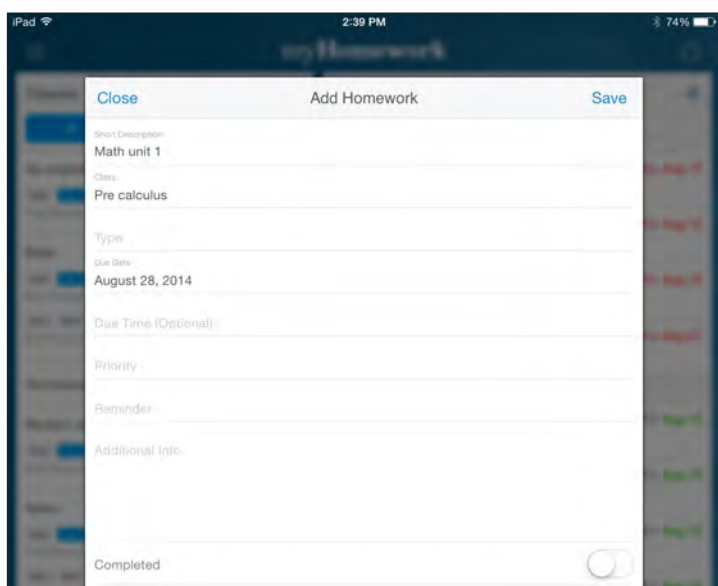 iPad 2:39 PM 74%
myHomework
Close Add Homework Save
Short Description
Math unit 1
Class
Pre calculus
Type
Due Date
August 28, 2014
Due Time (Optional)
Priority
Reminder
Additional Info
Completed